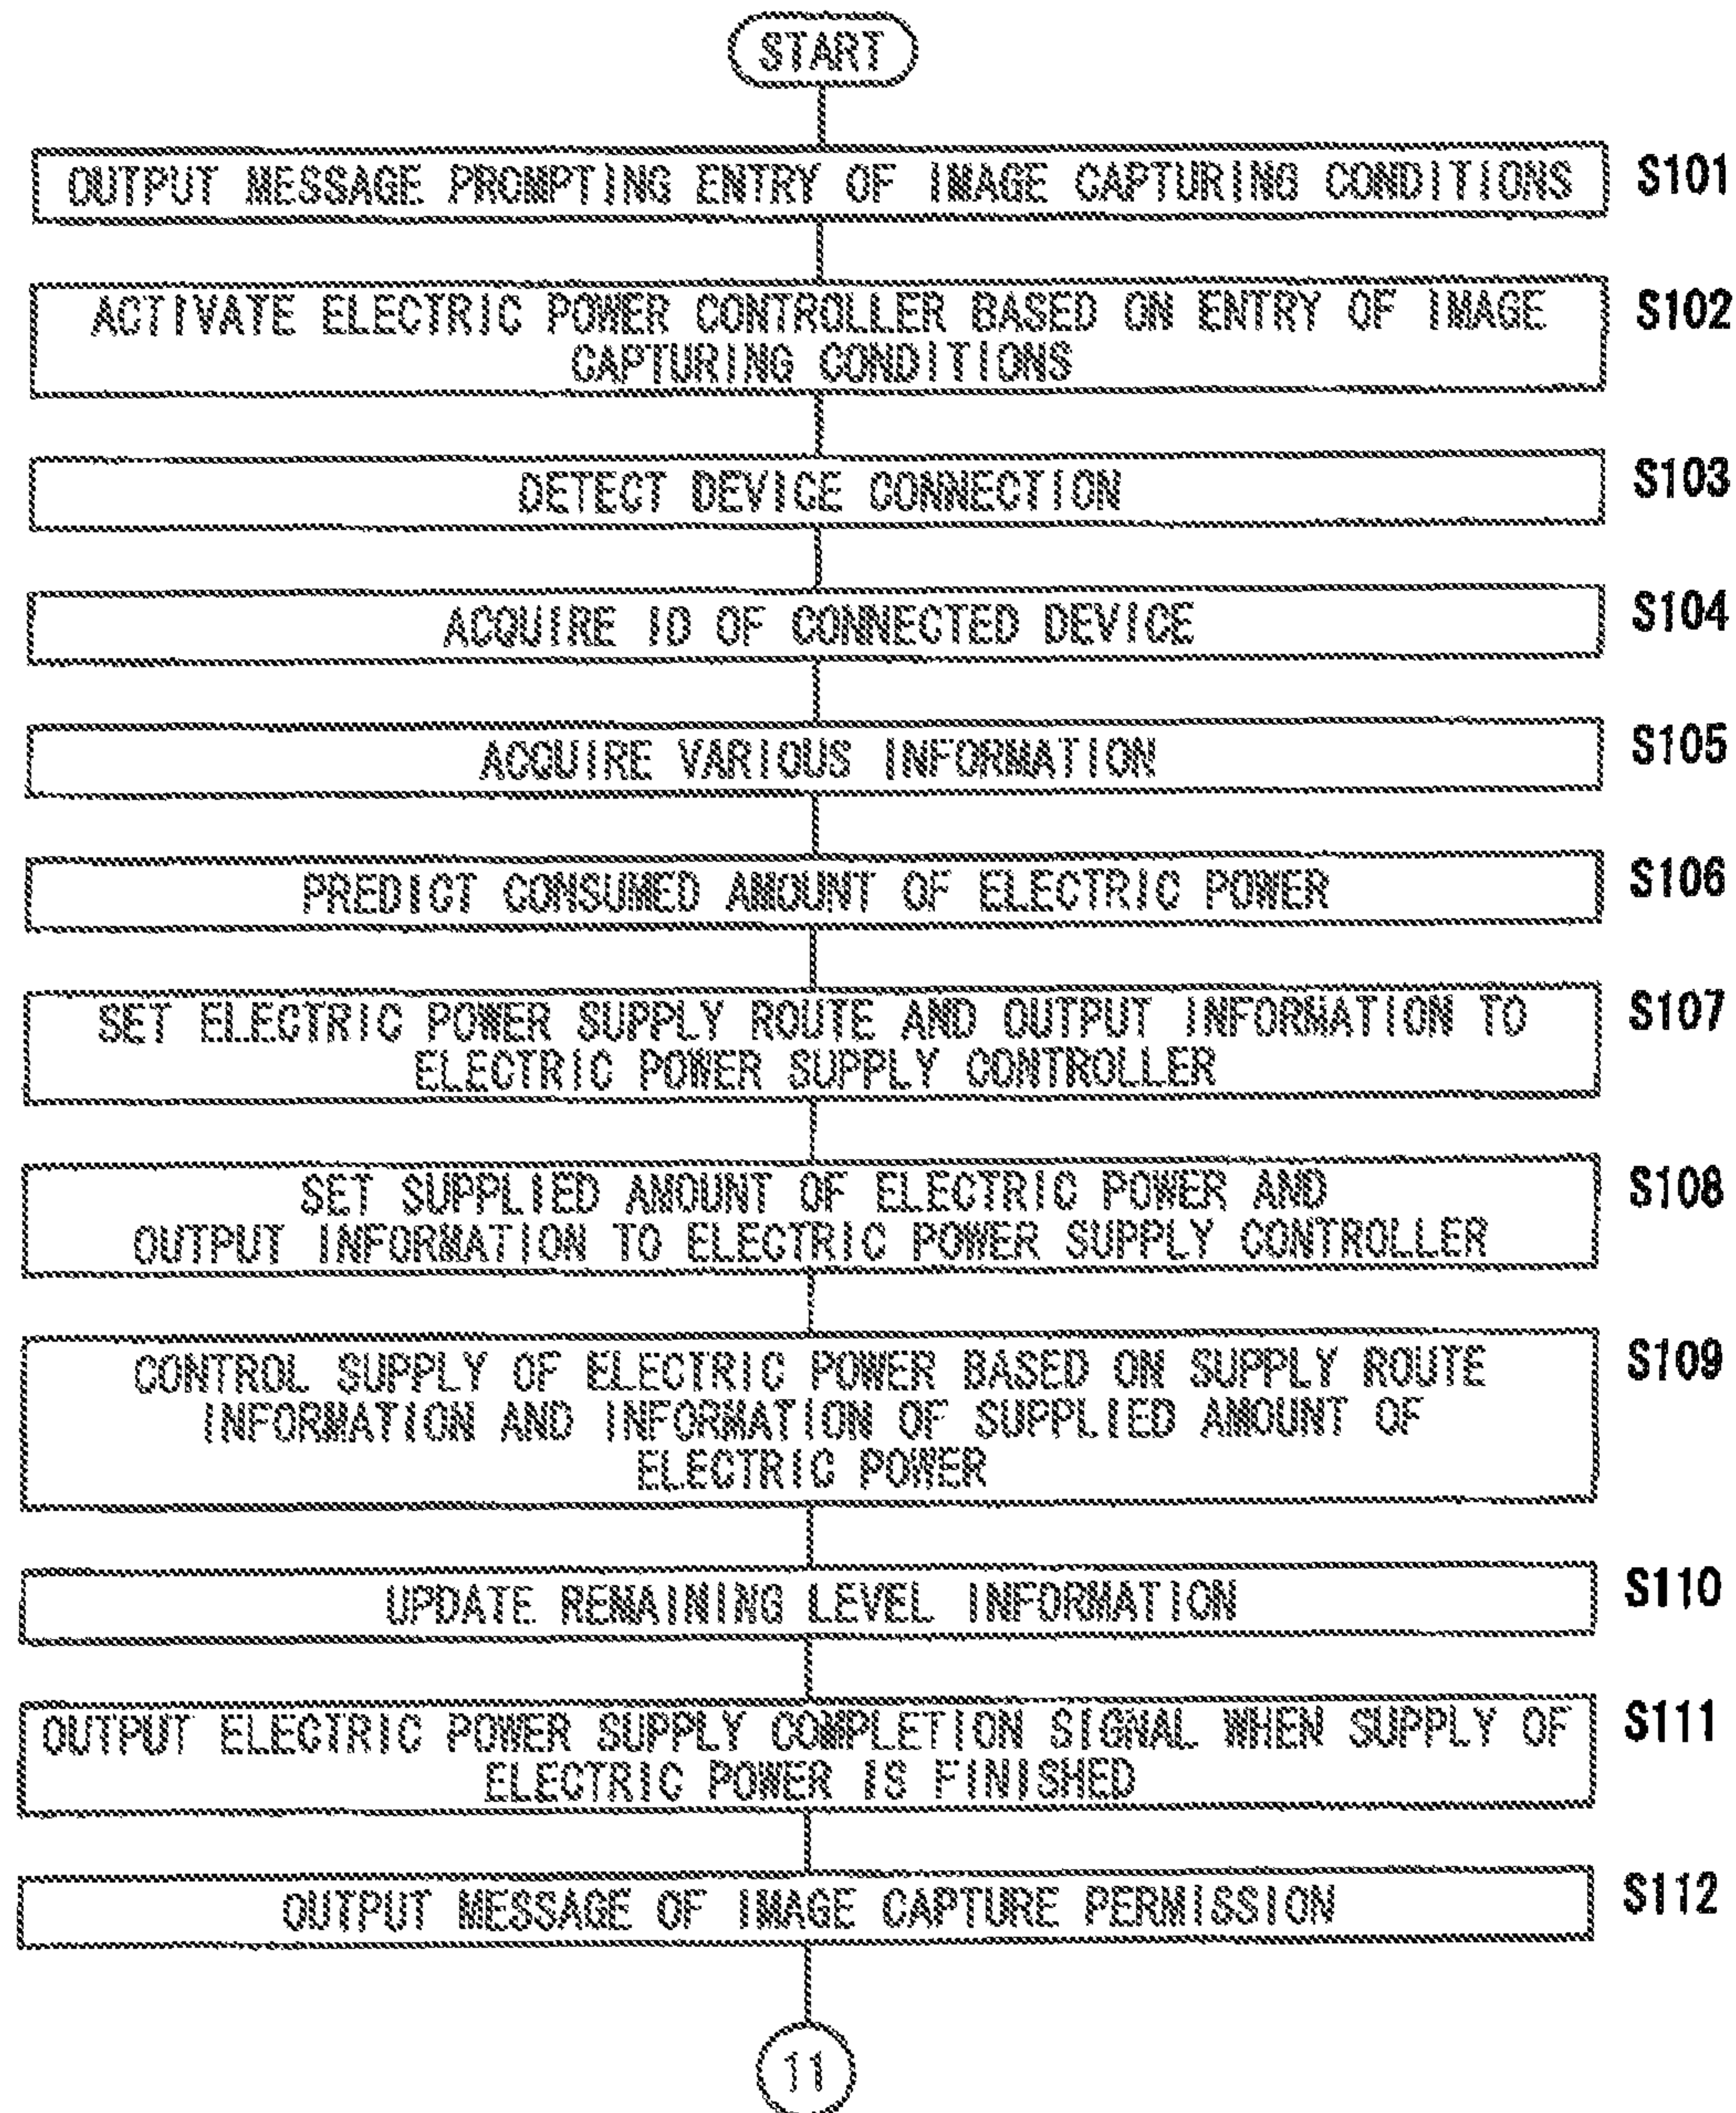 START
OUTPUT MESSAGE PROMPTING ENTRY OF IMAGE CAPTURING CONDITIONS
S101
ACTIVATE ELECTRIC POWER CONTROLLER BASED ON ENTRY OF IMAGE
CAPTURING CONDITIONS
S102
DETECT DEVICE CONNECTION
S103
ACQUIRE ID OF CONNECTED DEVICE
S104
ACQUIRE VARIOUS INFORMATION
S105
PREDICT CONSUMED AMOUNT OF ELECTRIC POWER
S106
SET ELECTRIC POWER SUPPLY ROUTE AND OUTPUT INFORMATION TO
ELECTRIC POWER SUPPLY CONTROLLER
S107
SET SUPPLIED AMOUNT OF ELECTRIC POWER AND
OUTPUT INFORMATION TO ELECTRIC POWER SUPPLY CONTROLLER
S108
CONTROL SUPPLY OF ELECTRIC POWER BASED ON SUPPLY ROUTE
INFORMATION AND INFORMATION OF SUPPLIED AMOUNT OF
ELECTRIC POWER
S109
UPDATE REMAINING LEVEL INFORMATION
S110
OUTPUT ELECTRIC POWER SUPPLY COMPLETION SIGNAL WHEN SUPPLY OF
ELECTRIC POWER IS FINISHED
S111
OUTPUT MESSAGE OF IMAGE CAPTURE PERMISSION
S112
11